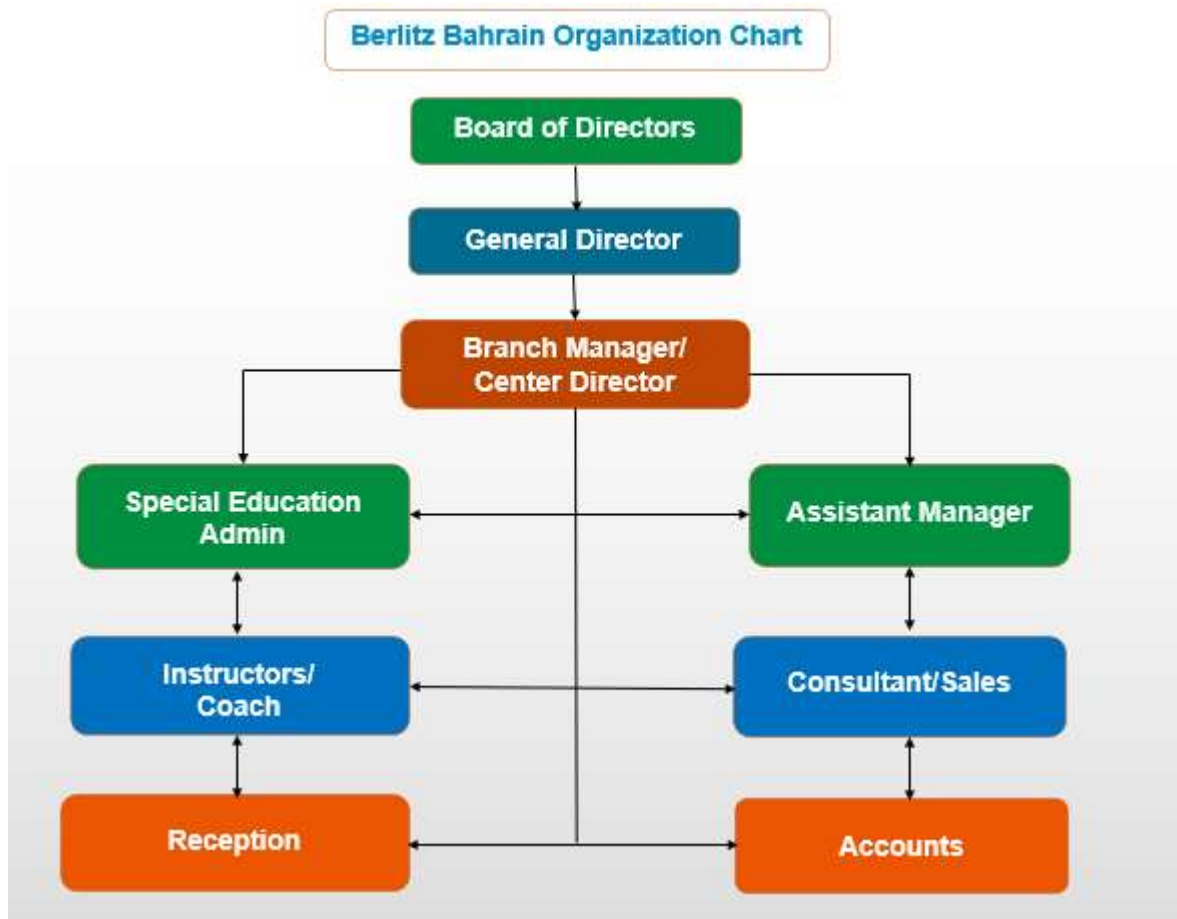 Berlitz Bahrain Organization Chart
Board of Directors
General Director
Branch Manager/
Center Director
Special Education
Admin
Assistant Manager
Instructors/
Coach
Consultant/Sales
Reception
Accounts